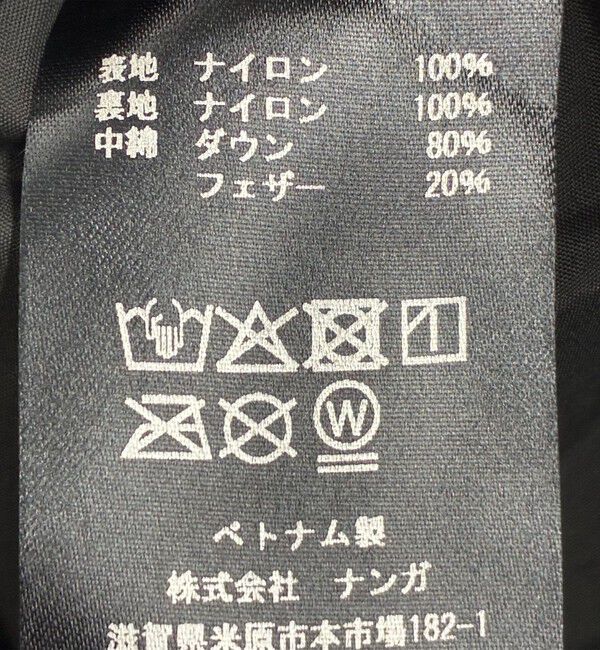 表地 ナイロン 100%
裏地 ナイロン 100%
中綿 ダウン 80%
フェザー 20%
W
ベトナム製
株式会社 ナンガ
滋賀県米原市本市場182-1